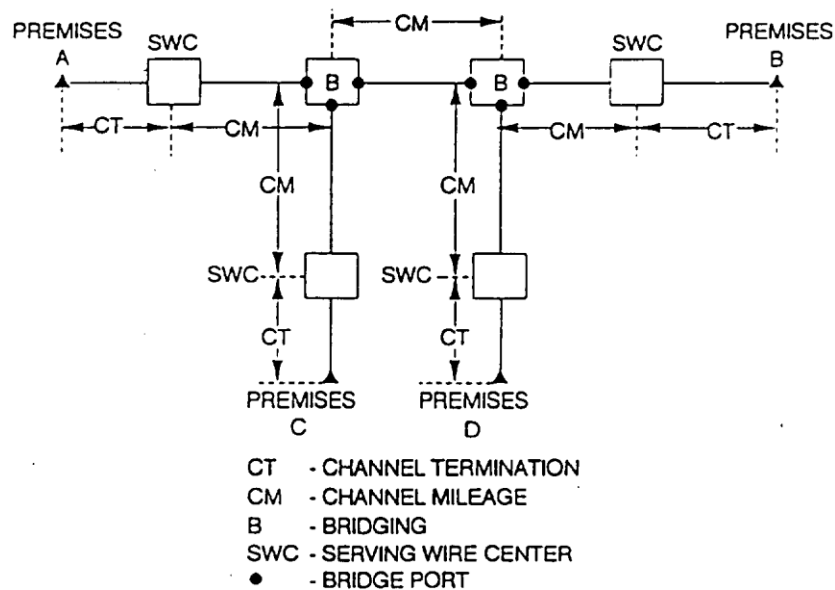 PREMISES
A
SWC
CM
SWC
PREMISES
B
B
B
CT
CM
CM
CT
CM
CM
SWC
SWC
CT
CT
PREMISES
C
PREMISES
D
CT - CHANNEL TERMINATION
CM - CHANNEL MILEAGE
B - BRIDGING
SWC - SERVING WIRE CENTER
● - BRIDGE PORT